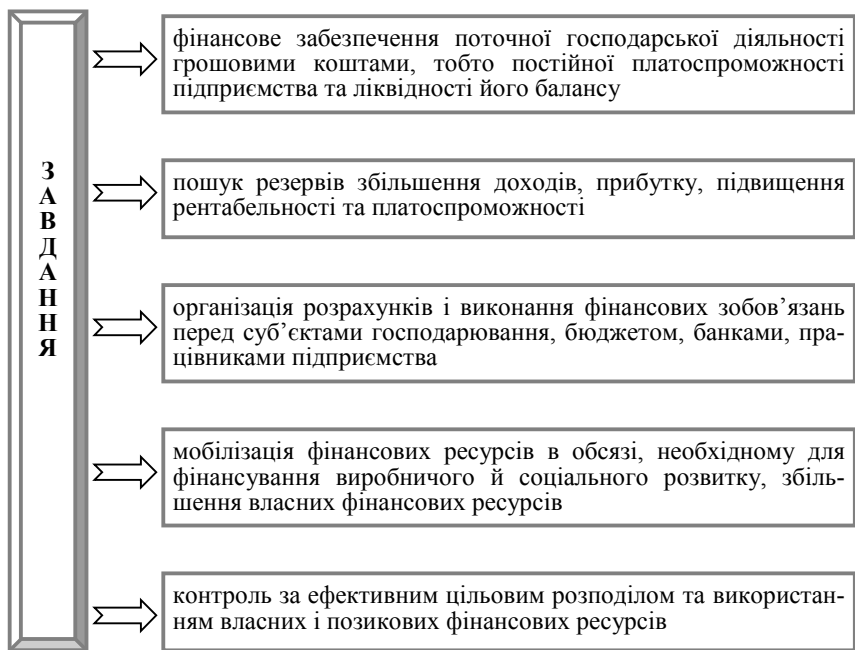 ЗАВДАННЯ
фінансове забезпечення поточної господарської діяльності
грошовими коштами, тобто постійної платоспроможності
підприємства та ліквідності його балансу
пошук резервів збільшення доходів, прибутку, підвищення
рентабельності та платоспроможності
організація розрахунків і виконання фінансових зобов’язань
перед суб’єктами господарювання, бюджетом, банками, пра-
цівниками підприємства
мобілізація фінансових ресурсів в обсязі, необхідному для
фінансування виробничого й соціального розвитку, збіль-
шення власних фінансових ресурсів
контроль за ефективним цільовим розподілом та використан-
ням власних і позикових фінансових ресурсів